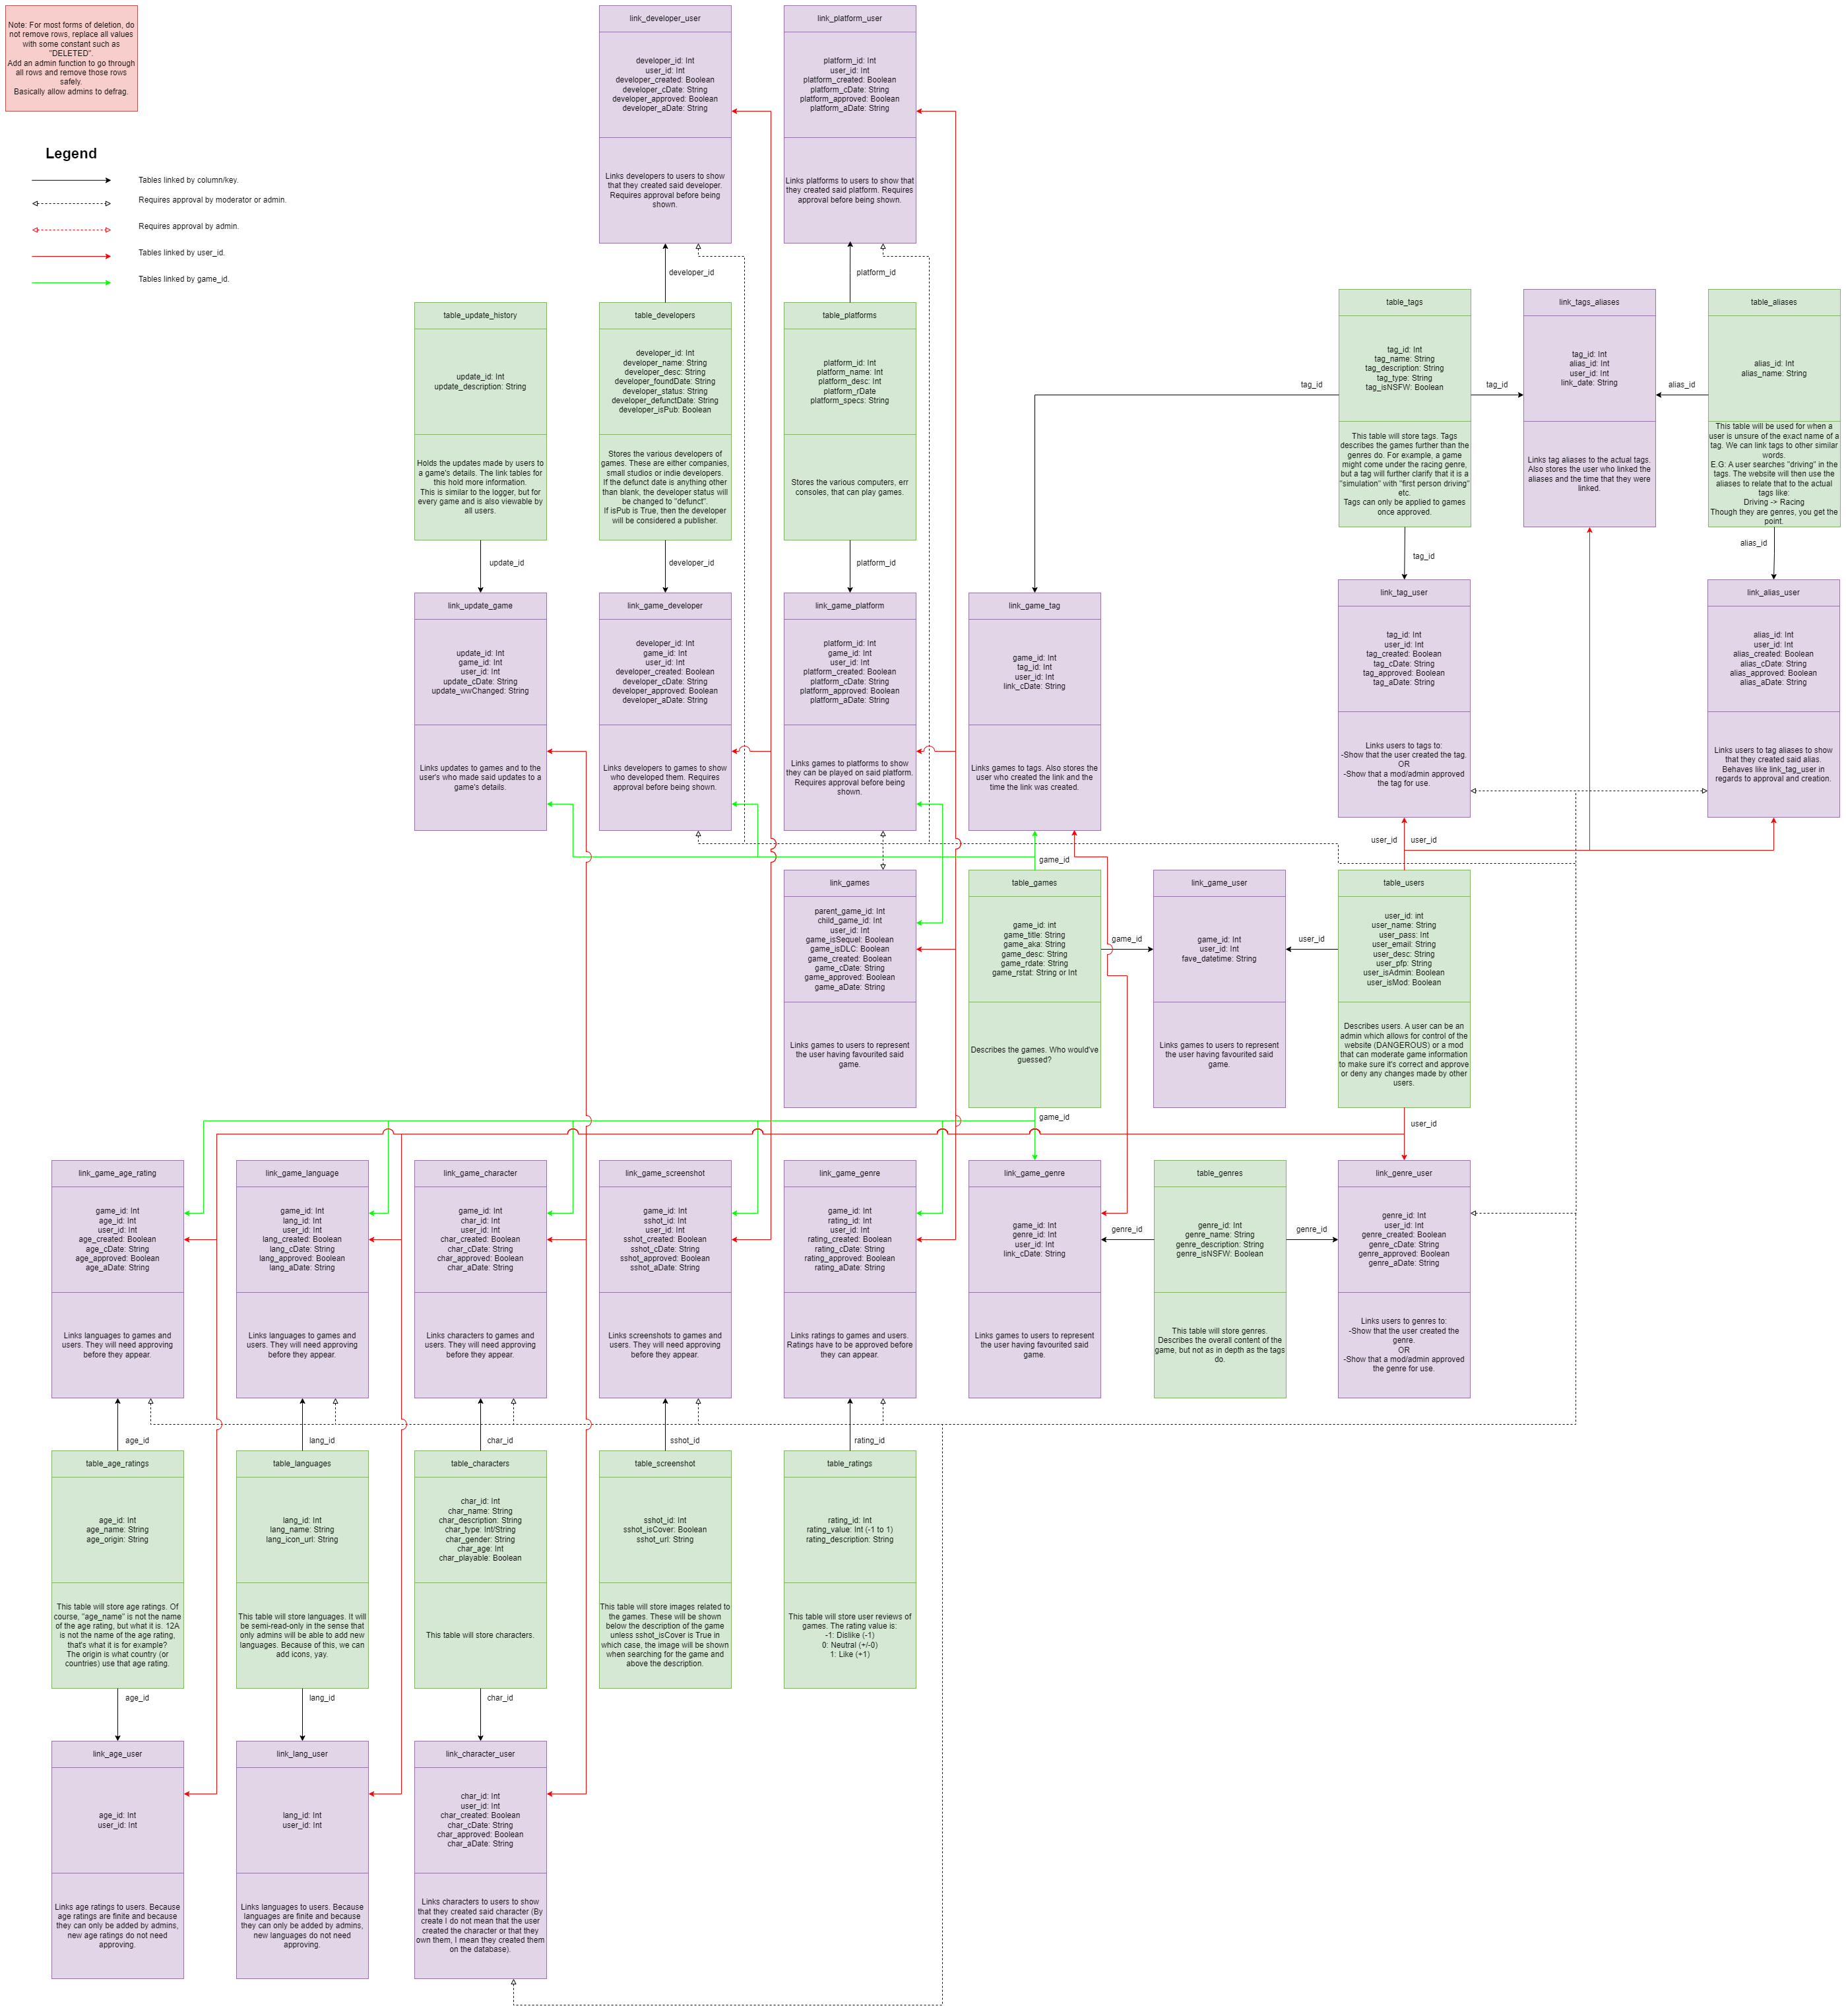 Note: For most forms of deletion, do
not remove rows, replace all values
with some constant such as
"DELETED".
Add an admin function to go through
all rows and remove those rows
safely.
Basically allow admins to defrag.
Legend
Tables linked by column/key.
Requires approval by moderator or admin.
Requires approval by admin.
Tables linked by user_id.
Tables linked by game_id.
link_developer_user
developer_id: Int
user_id: Int
developer_created: Boolean
developer_cDate: String
developer_approved: Boolean
developer_aDate: String
Links developers to users to show
that they created said developer.
Requires approval before being
shown.
link_platform_user
platform_id: Int
user_id: Int
platform_created: Boolean
platform_cDate: String
platform_approved: Boolean
platform_aDate: String
Links platforms to users to show that
they created said platform. Requires
approval before being shown.
developer_id
platform_id
table_update_history
update_id: Int
update_description: String
Holds the updates made by users to
a game's details. The link tables for
this hold more information.
This is similar to the logger, but for
every game and is also viewable by
all users.
table_developers
developer_id: Int
developer_name: String
developer_desc: String
developer_foundDate: String
developer_status: String
developer_defunctDate: String
developer_isPub: Boolean
Stores the various developers of
games. These are either companies,
small studios or indie developers.
If the defunct date is anything other
than blank, the developer status will
be changed to "defunct".
If isPub is True, then the developer
will be considered a publisher.
table_platforms
platform_id: Int
platform_name: Int
platform_desc: Int
platform_rDate
platform_specs: String
Stores the various computers, err
consoles, that can play games.
table_tags
tag_id: Int
tag_name: String
tag_description: String
tag_type: String
tag_isNSFW: Boolean
This table will store tags. Tags
describes the games further than the
genres do. For example, a game
might come under the racing genre,
but a tag will further clarify that it is a
"simulation" with "first person driving"
etc.
Tags can only be applied to games
once approved.
link_tags_aliases
tag_id: Int
alias_id: Int
user_id: Int
link_date: String
Links tag aliases to the actual tags.
Also stores the user who linked the
aliases and the time that they were
linked.
table_aliases
alias_id: Int
alias_name: String
This table will be used for when a
user is unsure of the exact name of a
tag. We can link tags to other similar
words.
E.G: A user searches "driving" in the
tags. The website will then use the
aliases to relate that to the actual
tags like:
Driving -> Racing
Though they are genres, you get the
point.
tag_id
tag_id
alias_id
update_id
developer_id
platform_id
tag_id
alias_id
link_update_game
update_id: Int
game_id: Int
user_id: Int
update_cDate: String
update_wwChanged: String
Links updates to games and to the
user's who made said updates to a
game's details.
link_game_developer
developer_id: Int
game_id: Int
user_id: Int
developer_created: Boolean
developer_cDate: String
developer_approved: Boolean
developer_aDate: String
Links developers to games to show
who developed them. Requires
approval before being shown.
link_game_platform
platform_id: Int
game_id: Int
user_id: Int
platform_created: Boolean
platform_cDate: String
platform_approved: Boolean
platform_aDate: String
Links games to platforms to show
they can be played on said platform.
Requires approval before being
shown.
link_game_tag
game_id: Int
tag_id: Int
user_id: Int
link_cDate: String
Links games to tags. Also stores the
user who created the link and the
time the link was created.
link_tag_user
tag_id: Int
user_id: Int
tag_created: Boolean
tag_cDate: String
tag_approved: Boolean
tag_aDate: String
Links users to tags to:
-Show that the user created the tag.
OR
-Show that a mod/admin approved
the tag for use.
link_alias_user
alias_id: Int
user_id: Int
alias_created: Boolean
alias_cDate: String
alias_approved: Boolean
alias_aDate: String
Links users to tag aliases to show
that they created said alias.
Behaves like link_tag_user in
regards to approval and creation.
game_id
user_id
user_id
link_games
parent_game_id: Int
child_game_id: Int
user_id: Int
game_isSequel: Boolean
game_isDLC: Boolean
game_created: Boolean
game_cDate: String
game_approved: Boolean
game_aDate: String
Links games to users to represent
the user having favourited said
game.
table_games
game_id: int
game_title: String
game_aka: String
game_desc: String
game_rdate: String
game_rstat: String or Int
Describes the games. Who would've
guessed?
game_id
link_game_user
game_id: Int
user_id: Int
fave_datetime: String
Links games to users to represent
the user having favourited said
game.
user_id
table_users
user_id: int
user_name: String
user_pass: Int
user_email: String
user_desc: String
user_pfp: String
user_isAdmin: Boolean
user_isMod: Boolean
Describes users. A user can be an
admin which allows for control of the
website (DANGEROUS) or a mod
that can moderate game information
to make sure it's correct and approve
or deny any changes made by other
users.
game_id
user_id
link_game_age_rating
game_id: Int
age_id: Int
user_id: Int
age_created: Boolean
age_cDate: String
age_approved: Boolean
age_aDate: String
Links languages to games and
users. They will need approving
before they appear.
link_game_language
game_id: Int
lang_id: Int
user_id: Int
lang_created: Boolean
lang_cDate: String
lang_approved: Boolean
lang_aDate: String
Links languages to games and
users. They will need approving
before they appear.
link_game_character
game_id: Int
char_id: Int
user_id: Int
char_created: Boolean
char_cDate: String
char_approved: Boolean
char_aDate: String
Links characters to games and
users. They will need approving
before they appear.
link_game_screenshot
game_id: Int
sshot_id: Int
user_id: Int
sshot_created: Boolean
sshot_cDate: String
sshot_approved: Boolean
sshot_aDate: String
Links screenshots to games and
users. They will need approving
before they appear.
link_game_genre
game_id: Int
rating_id: Int
user_id: Int
rating_created: Boolean
rating_cDate: String
rating_approved: Boolean
rating_aDate: String
Links ratings to games and users.
Ratings have to be approved before
they can appear.
link_game_genre
game_id: Int
genre_id: Int
user_id: Int
link_cDate: String
Links games to users to represent
the user having favourited said
game.
genre_id
table_genres
genre_id: Int
genre_name: String
genre_description: String
genre_isNSFW: Boolean
This table will store genres.
Describes the overall content of the
game, but not as in depth as the tags
do.
genre_id
link_genre_user
genre_id: Int
user_id: Int
genre_created: Boolean
genre_cDate: String
genre_approved: Boolean
genre_aDate: String
Links users to genres to:
-Show that the user created the
genre.
OR
-Show that a mod/admin approved
the genre for use.
age_id
lang_id
char_id
sshot_id
rating_id
table_age_ratings
age_id: Int
age_name: String
age_origin: String
This table will store age ratings. Of
course, "age_name" is not the name
of the age rating, but what it is. 12A
is not the name of the age rating,
that's what it is for example?
The origin is what country (or
countries) use that age rating.
table_languages
lang_id: Int
lang_name: String
lang_icon_url: String
This table will store languages. It will
be semi-read-only in the sense that
only admins will be able to add new
languages. Because of this, we can
add icons, yay.
table_characters
char_id: Int
char_name: String
char_description: String
char_type: Int/String
char_gender: String
char_age: Int
char_playable: Boolean
This table will store characters.
table_screenshot
sshot_id: Int
sshot_isCover: Boolean
sshot_url: String
This table will store images related to
the games. These will be shown
below the description of the game
unless sshot_isCover is True in
which case, the image will be shown
when searching for the game and
above the description.
table_ratings
rating_id: Int
rating_value: Int (-1 to 1)
rating_description: String
This table will store user reviews of
games. The rating value is:
-1: Dislike (-1)
0: Neutral (+/-0)
1: Like (+1)
age_id
lang_id
char_id
link_age_user
age_id: Int
user_id: Int
Links age ratings to users. Because
age ratings are finite and because
they can only be added by admins,
new age ratings do not need
approving.
link_lang_user
lang_id: Int
user_id: Int
Links languages to users. Because
languages are finite and because
they can only be added by admins,
new languages do not need
approving.
link_character_user
char_id: Int
user_id: Int
char_created: Boolean
char_cDate: String
char_approved: Boolean
char_aDate: String
Links characters to users to show
that they created said character (By
create I do not mean that the user
created the character or that they
own them, I mean they created them
on the database).